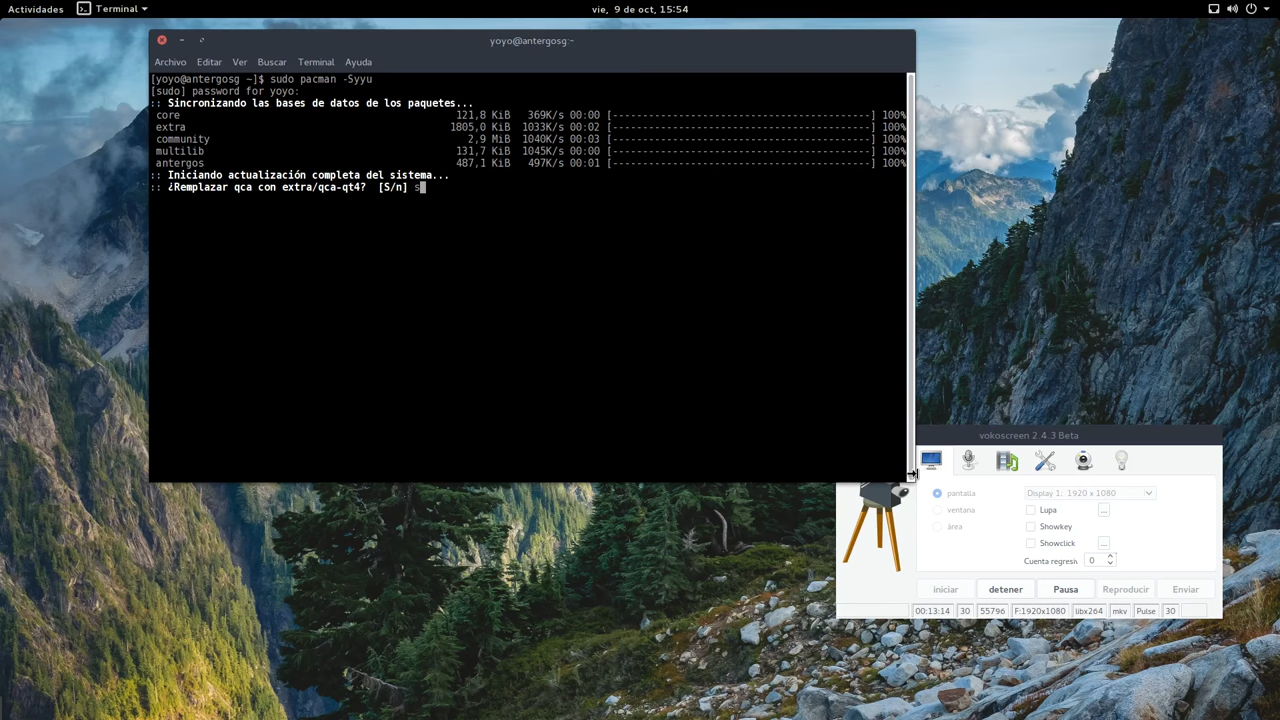 Actividades
Terminal
vie, 9 de oct, 15:54
yoyo@antergosg:~
Archivo Editar Ver Buscar Terminal Ayuda
[yoyo@antergosg ~]$ sudo pacman -Syyu
[sudo] password for yoyo:
:: Sincronizando las bases de datos de los paquetes...
core 121,8 KiB 369K/s 00:00 [-------------------------------------------] 100%
extra 1805,0 KiB 1033K/s 00:02 [-------------------------------------------] 100%
community 2,9 MiB 1040K/s 00:03 [-------------------------------------------] 100%
multilib 131,7 KiB 1045K/s 00:00 [-------------------------------------------] 100%
antergos 487,1 KiB 497K/s 00:01 [-------------------------------------------] 100%
:: Iniciando actualización completa del sistema...
:: ¿Remplazar qca con extra/qca-qt4? [S/n] s
vokoscreen 2.4.3 Beta
pantalla
Display 1: 1920 x 1080
ventana
Lupa
...
área
Showkey
Showclick
...
Cuenta regresiv
0
iniciar detener Pausa Reproducir Enviar
00:13:14 30 55796 F:1920x1080 libx264 mkv Pulse 30